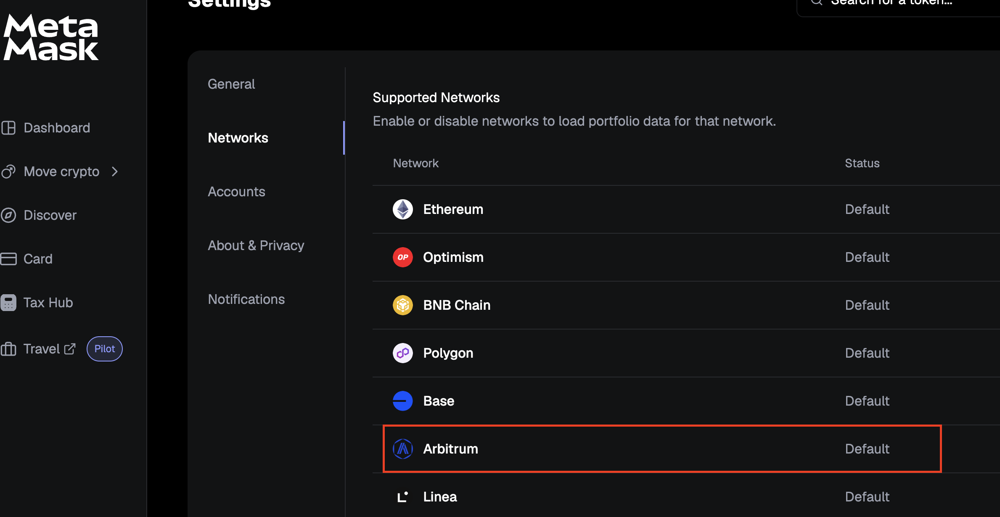 Settings
Search for a token...
Meta
Mask
Dashboard
Move crypto
Discover
Card
Tax Hub
Travel
Pilot
General
Networks
Accounts
About & Privacy
Notifications
Supported Networks
Enable or disable networks to load portfolio data for that network.
Network Status
Ethereum Default
OP
Optimism Default
BNB Chain Default
Polygon Default
Base Default
Arbitrum Default
Linea Default